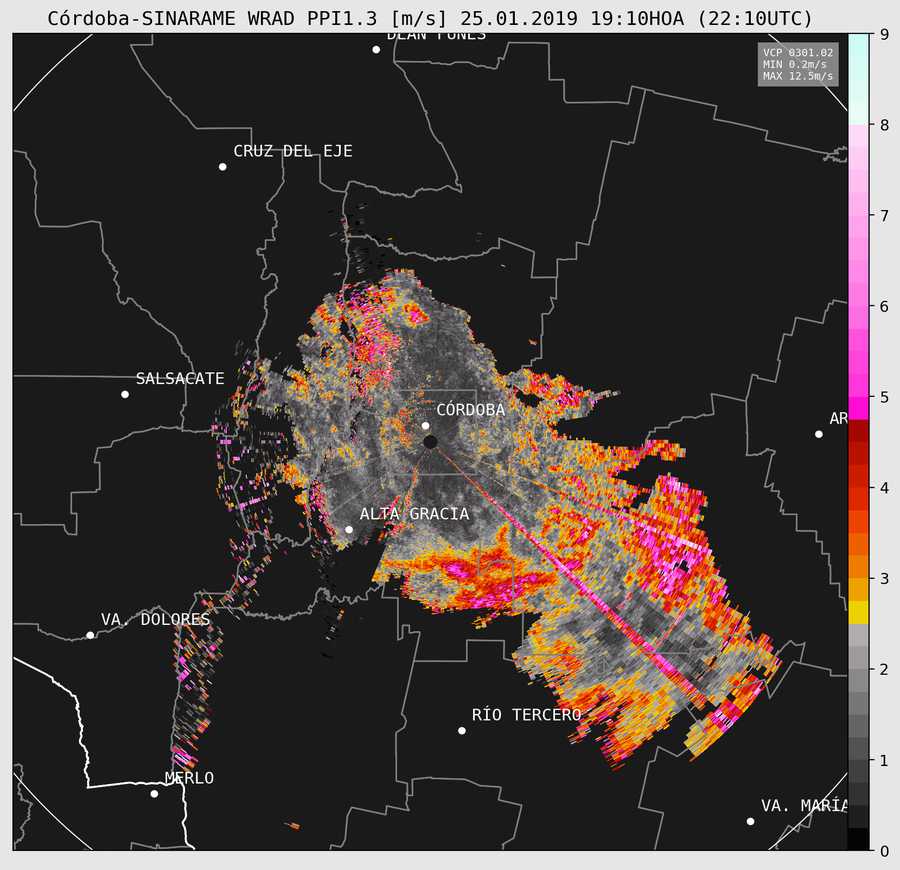 Córdoba-SINARAME WRAD PPI1.3 [m/s] 25.01.2019 19:10HOA (22:10UTC)
DEAN FUNES
VCP 0301.02
MIN 0.2m/s
MAX 12.5m/s
CRUZ DEL EJE
SALSACATE
CÓRDOBA
AR
ALTA GRACIA
VA. DOLORES
RÍO TERCERO
MERLO
VA. MARÍA
9
8
7
6
5
4
3
2
1
0